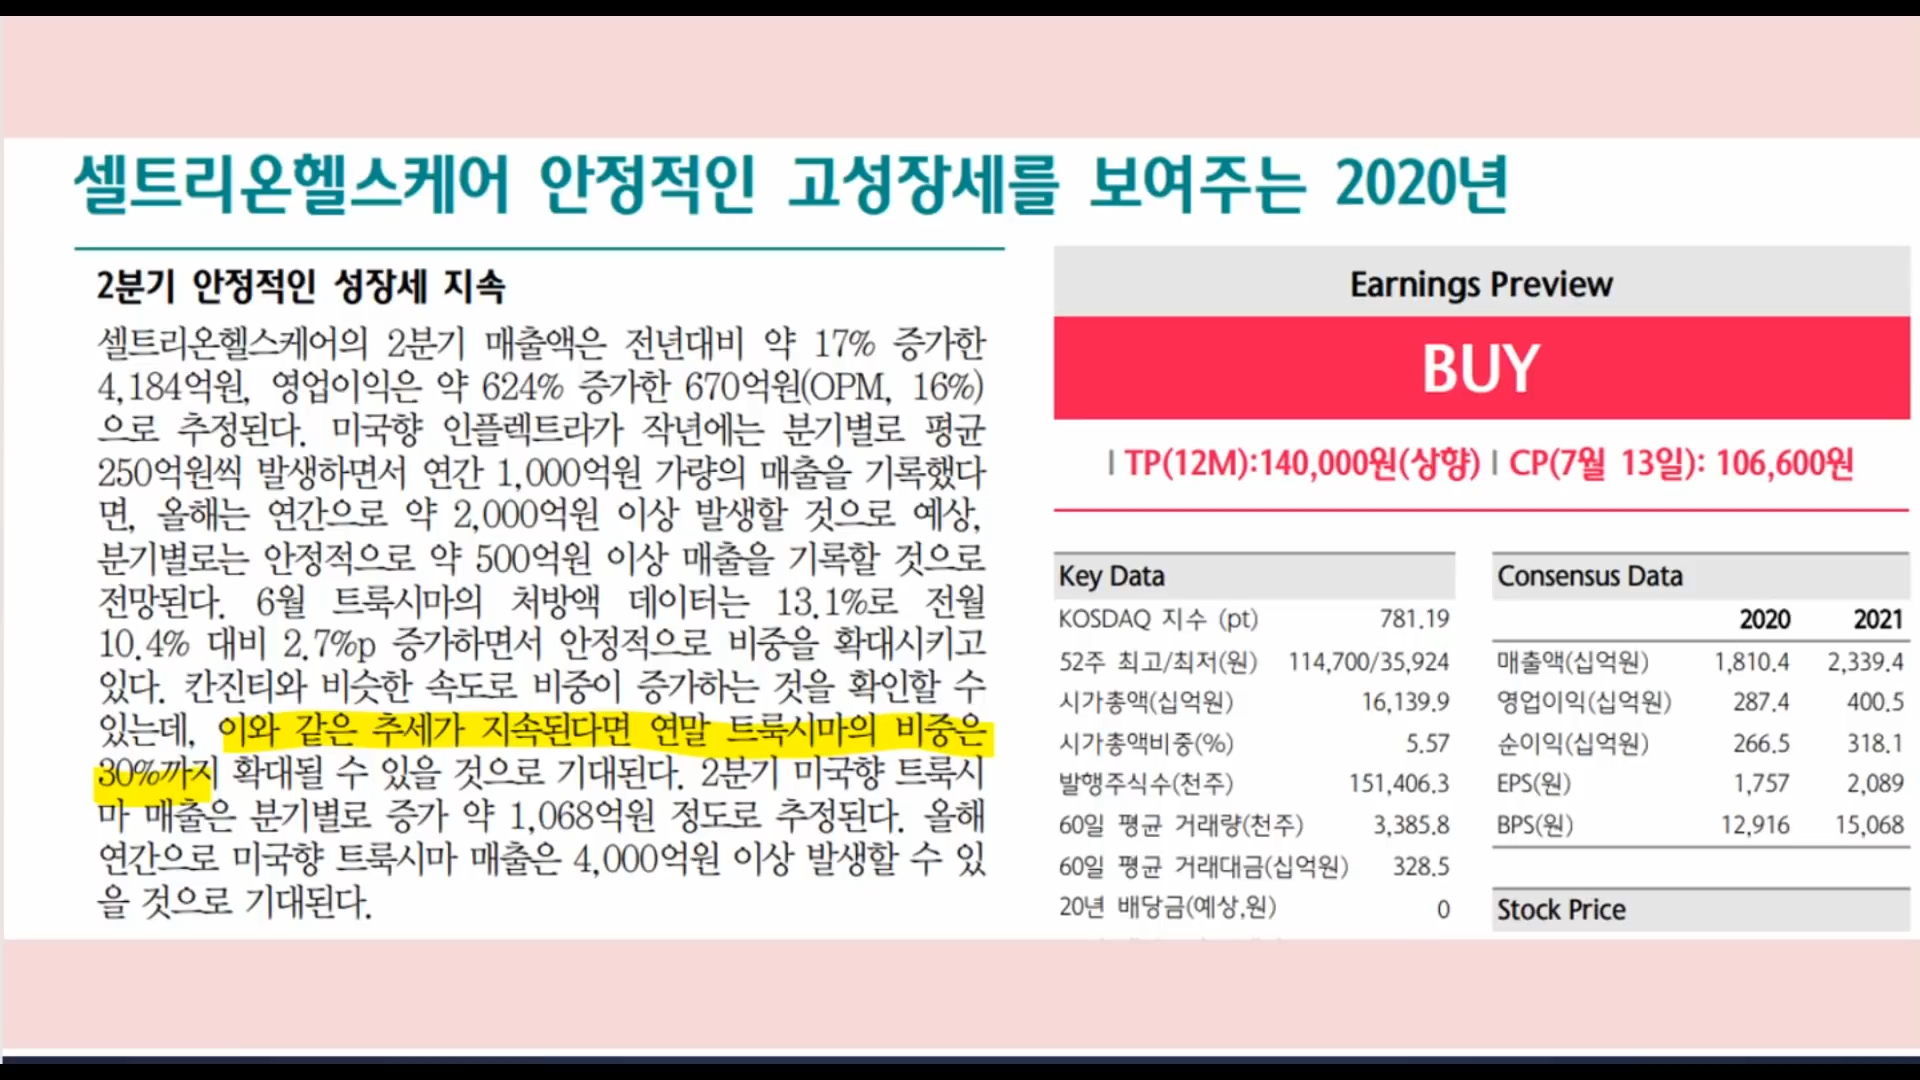 셀트리온헬스케어 안정적인 고성장세를 보여주는 2020년
2분기 안정적인 성장세 지속
셀트리온헬스케어의 2분기 매출액은 전년대비 약 17% 증가한
4,184억원, 영업이익은 약 624% 증가한 670억원(OPM, 16%)
으로 추정된다. 미국향 인플렉트라가 작년에는 분기별로 평균
250억원씩 발생하면서 연간 1,000억원 가량의 매출을 기록했다
면, 올해는 연간으로 약 2,000억원 이상 발생할 것으로 예상,
분기별로는 안정적으로 약 500억원 이상 매출을 기록할 것으로
전망된다. 6월 트룩시마의 처방액 데이터는 13.1%로 전월
10.4% 대비 2.7%p 증가하면서 안정적으로 비중을 확대시키고
있다. 칸진티와 비슷한 속도로 비중이 증가하는 것을 확인할 수
있는데, 이와 같은 추세가 지속된다면 연말 트룩시마의 비중은
30%까지 확대될 수 있을 것으로 기대된다. 2분기 미국향 트룩시
마 매출은 분기별로 증가 약 1,068억원 정도로 추정된다. 올해
연간으로 미국향 트룩시마 매출은 4,000억원 이상 발생할 수 있
을 것으로 기대된다.
Earnings Preview
BUY
I TP(12M):140,000원(상향) I CP(7월 13일): 106,600원
Key Data
KOSDAQ 지수 (pt) 781.19
52주 최고/최저(원) 114,700/35,924
시가총액(십억원) 16,139.9
시가총액비중(%) 5.57
발행주식수(천주) 151,406.3
60일 평균 거래량(천주) 3,385.8
60일 평균 거래대금(십억원) 328.5
20년 배당금(예상,원) 0
Consensus Data
2020 2021
매출액(십억원) 1,810.4 2,339.4
영업이익(십억원) 287.4 400.5
순이익(십억원) 266.5 318.1
EPS(원) 1,757 2,089
BPS(원) 12,916 15,068
Stock Price